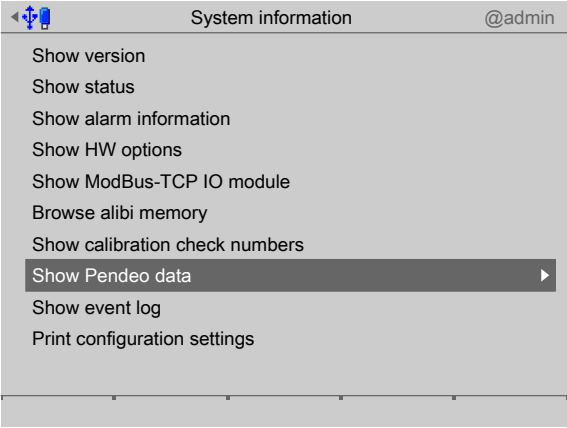 System information @admin
Show version
Show status
Show alarm information
Show HW options
Show ModBus-TCP IO module
Browse alibi memory
Show calibration check numbers
Show Pendeo data
Show event log
Print configuration settings